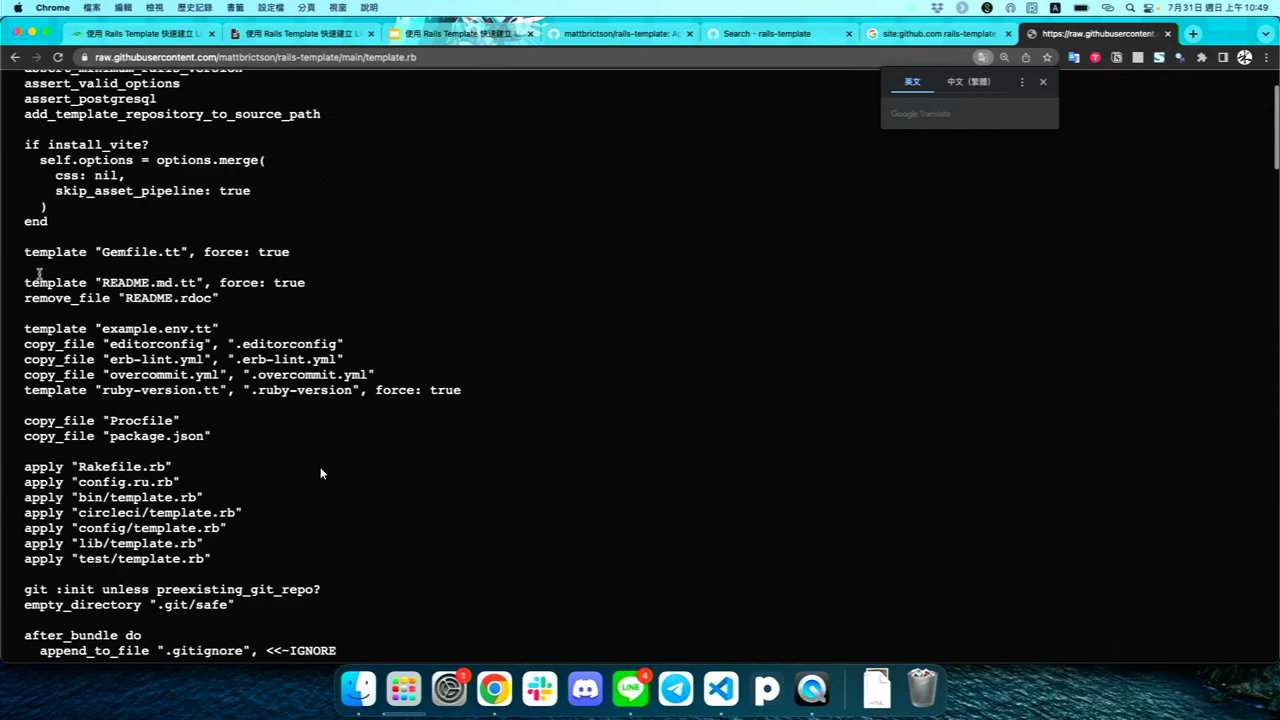 Chrome 檔案 編輯 檢視 歷史記錄 書籤 設定檔 分頁 視窗 說明
A
7月31日 週日 上午10:49
使用 Rails Template 快速建立 L
使用 Rails Template 快速建立
使用 Rails Template 快速建立
mattbrictson/rails-template: A
Search · rails-template
site:github.com rails-template
https://raw.githubusercontent.
raw.githubusercontent.com/mattbrictson/rails-template/main/template.rb
英文
中文（繁體）
Google Translate
assert_minimum_rails_version
assert_valid_options
assert_postgresql
add_template_repository_to_source_path
if install_vite?
self.options = options.merge(
css: nil,
skip_asset_pipeline: true
)
end
template "Gemfile.tt", force: true
template "README.md.tt", force: true
remove_file "README.rdoc"
template "example.env.tt"
copy_file "editorconfig", ".editorconfig"
copy_file "erb-lint.yml", ".erb-lint.yml"
copy_file "overcommit.yml", ".overcommit.yml"
template "ruby-version.tt", ".ruby-version", force: true
copy_file "Procfile"
copy_file "package.json"
apply "Rakefile.rb"
apply "config.ru.rb"
apply "bin/template.rb"
apply "circleci/template.rb"
apply "config/template.rb"
apply "lib/template.rb"
apply "test/template.rb"
git :init unless preexisting_git_repo?
empty_directory ".git/safe"
after_bundle do
append_to_file ".gitignore", <<~IGNORE
1
LINE
4
HTML